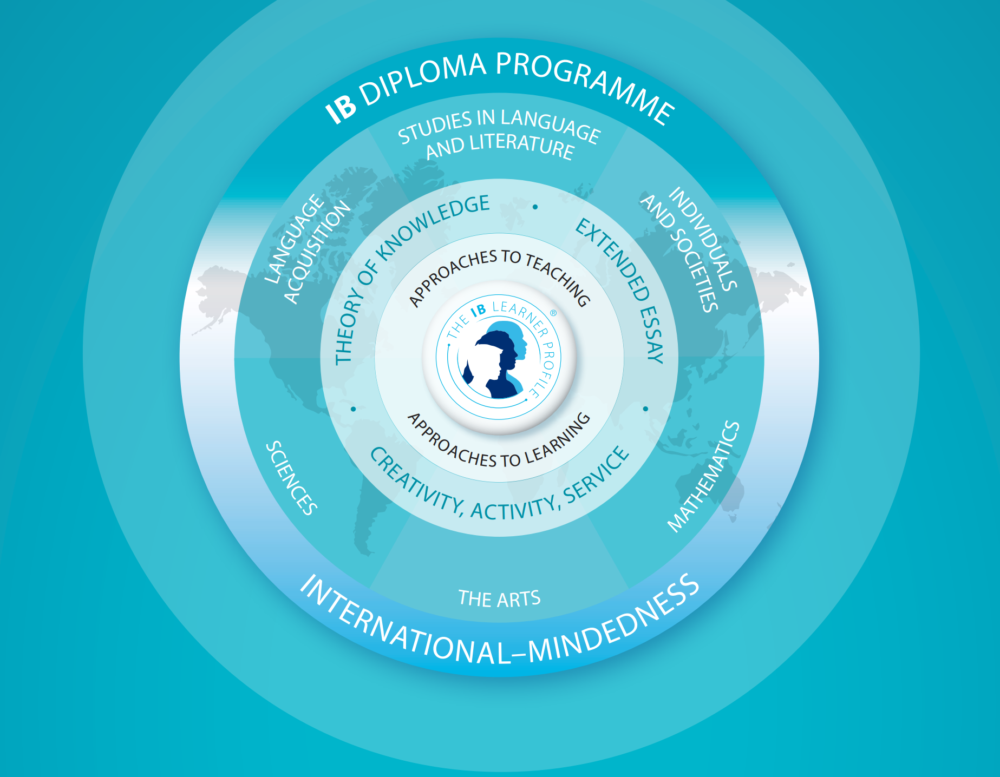 IB DIPLOMA PROGRAMME
STUDIES IN LANGUAGE
AND LITERATURE
LANGUAGE
ACQUISITION
INDIVIDUALS
AND SOCIETIES
THEORY OF KNOWLEDGE
•
EXTENDED ESSAY
APPROACHES TO TEACHING
THE IB LEARNER PROFILE
®
APPROACHES TO LEARNING
•
CREATIVITY, ACTIVITY, SERVICE
•
SCIENCES
MATHEMATICS
THE ARTS
INTERNATIONAL–MINDEDNESS